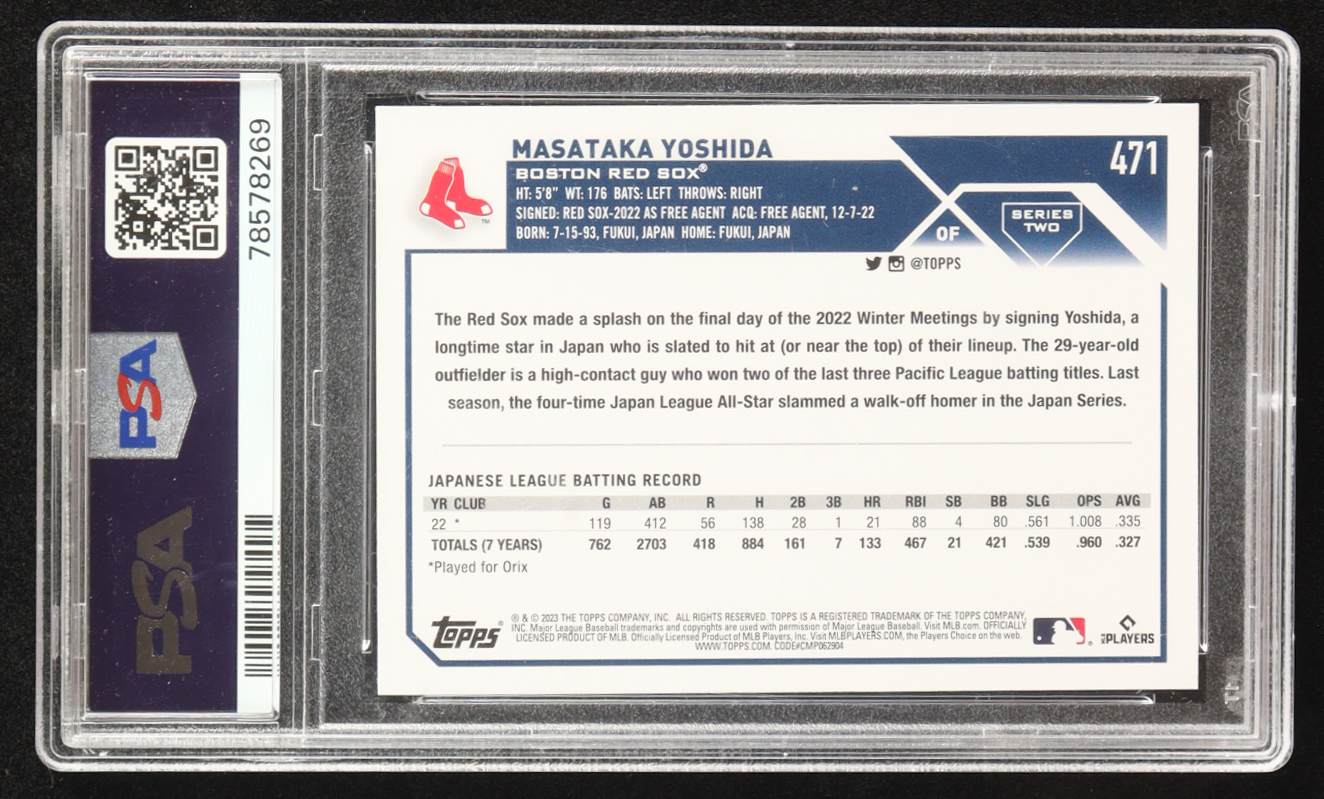 78578269
PSA
PSA
MASATAKA YOSHIDA
471
BOSTON RED SOX®
HT: 5'8" WT: 176 BATS: LEFT THROWS: RIGHT
SIGNED: RED SOX-2022 AS FREE AGENT ACQ: FREE AGENT, 12-7-22
BORN: 7-15-93, FUKUI, JAPAN HOME: FUKUI, JAPAN
OF
SERIES
TWO
TM
@TOPPS
The Red Sox made a splash on the final day of the 2022 Winter Meetings by signing Yoshida, a
longtime star in Japan who is slated to hit at (or near the top) of their lineup. The 29-year-old
outfielder is a high-contact guy who won two of the last three Pacific League batting titles. Last
season, the four-time Japan League All-Star slammed a walk-off homer in the Japan Series.
JAPANESE LEAGUE BATTING RECORD
YR CLUB G AB R H 2B 3B HR RBI SB BB SLG OPS AVG
22 * 119 412 56 138 28 1 21 88 4 80 .561 1.008 .335
TOTALS (7 YEARS) 762 2703 418 884 161 7 133 467 21 421 .539 .960 .327
*Played for Orix
Topps®
® & © 2023 THE TOPPS COMPANY, INC. ALL RIGHTS RESERVED. TOPPS IS A REGISTERED TRADEMARK OF THE TOPPS COMPANY,
INC. Major League Baseball trademarks and copyrights are used with permission of Major League Baseball. Visit MLB.com. OFFICIALLY
LICENSED PRODUCT OF MLB. Officially Licensed Product of MLB Players, Inc. Visit MLBPLAYERS.COM, the Players Choice on the web.
WWW.TOPPS.COM. CODE#CMP062904
MLB PLAYERS
PSA